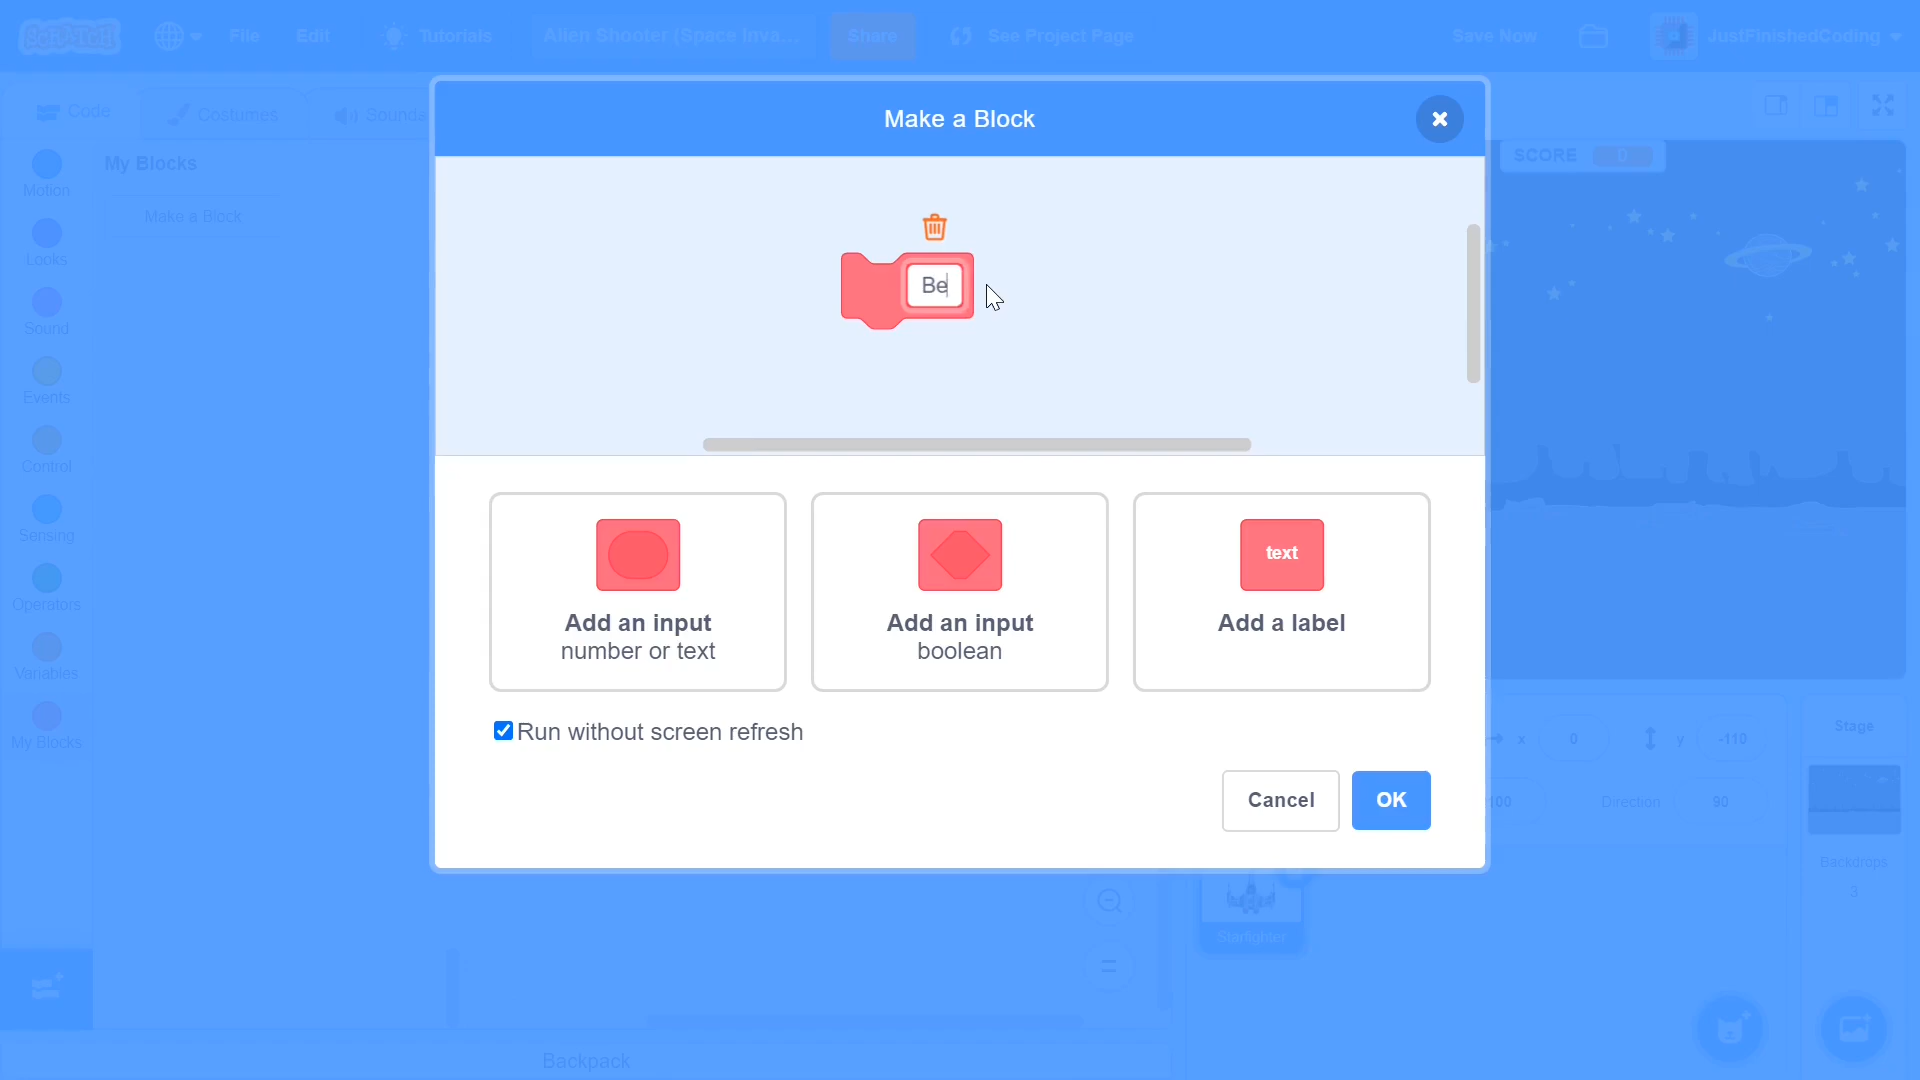 SCRATCH
File
Edit
Tutorials
Alien Shooter (Space Inva...
Share
See Project Page
Save Now
JustFinishedCoding
Code
Costumes
Sounds
Make a Block
My Blocks
Make a Block
Motion
Looks
Sound
Events
Control
Sensing
Operators
Variables
My Blocks
Be
SCORE 0
text
Add an input
number or text
Add an input
boolean
Add a label
Run without screen refresh
Cancel
OK
x 0 y -110
100 Direction 90
Stage
Backdrops
3
Starfighter
Backpack